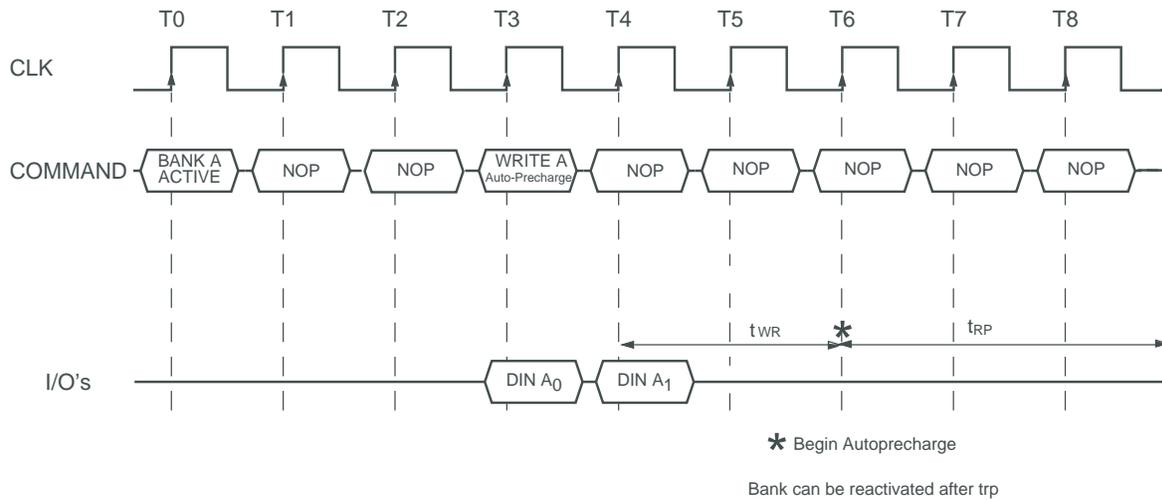 T0 T1 T2 T3 T4 T5 T6 T7 T8
CLK
COMMAND
BANK A
ACTIVE
NOP
NOP
WRITE A
Auto-Precharge
NOP
NOP
NOP
NOP
NOP
tWR
*
tRP
I/O's
DIN A0
DIN A1
* Begin Autoprecharge
Bank can be reactivated after trp